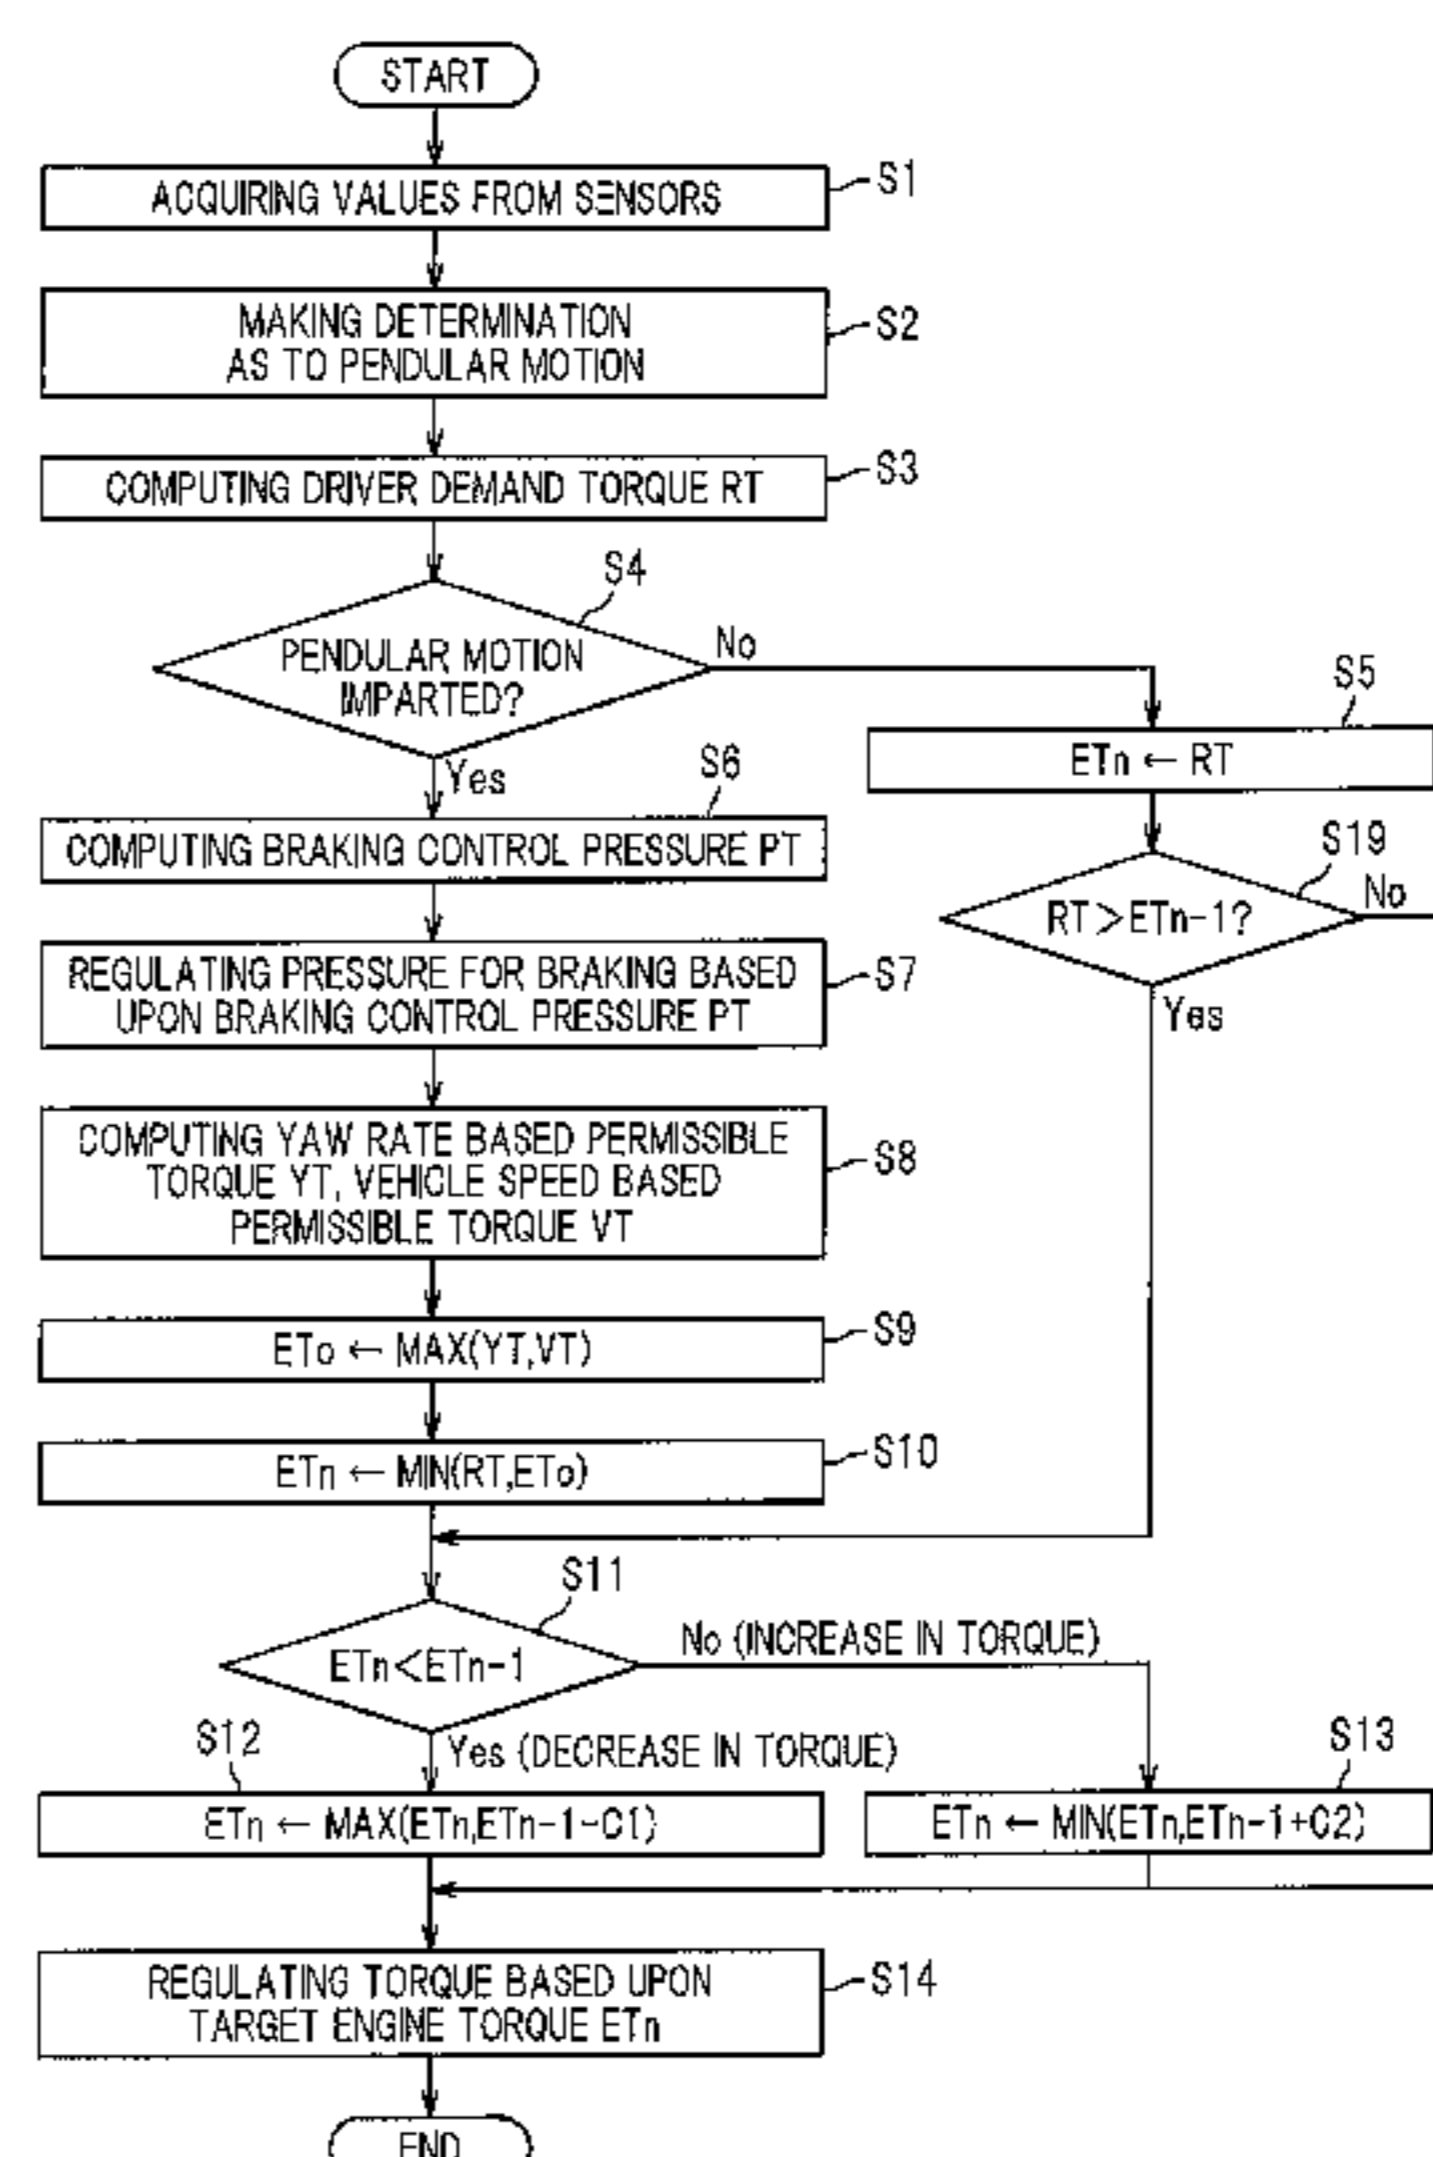 START
ACQUIRING VALUES FROM SENSORS
S1
MAKING DETERMINATION
AS TO PENDULAR MOTION
S2
COMPUTING DRIVER DEMAND TORQUE RT
S3
S4
PENDULAR MOTION
IMPARTED?
No
Yes
S5
ETn ← RT
S19
RT>ETn-1?
No
Yes
S6
COMPUTING BRAKING CONTROL PRESSURE PT
REGULATING PRESSURE FOR BRAKING BASED
UPON BRAKING CONTROL PRESSURE PT
S7
COMPUTING YAW RATE BASED PERMISSIBLE
TORQUE YT, VEHICLE SPEED BASED
PERMISSIBLE TORQUE VT
S8
ETo ← MAX(YT,VT)
S9
ETn ← MIN(RT,ETo)
S10
S11
ETn<ETn-1
No (INCREASE IN TORQUE)
Yes (DECREASE IN TORQUE)
S12
ETn ← MAX(ETn,ETn-1-C1)
S13
ETn ← MIN(ETn,ETn-1+C2)
REGULATING TORQUE BASED UPON
TARGET ENGINE TORQUE ETn
S14
END